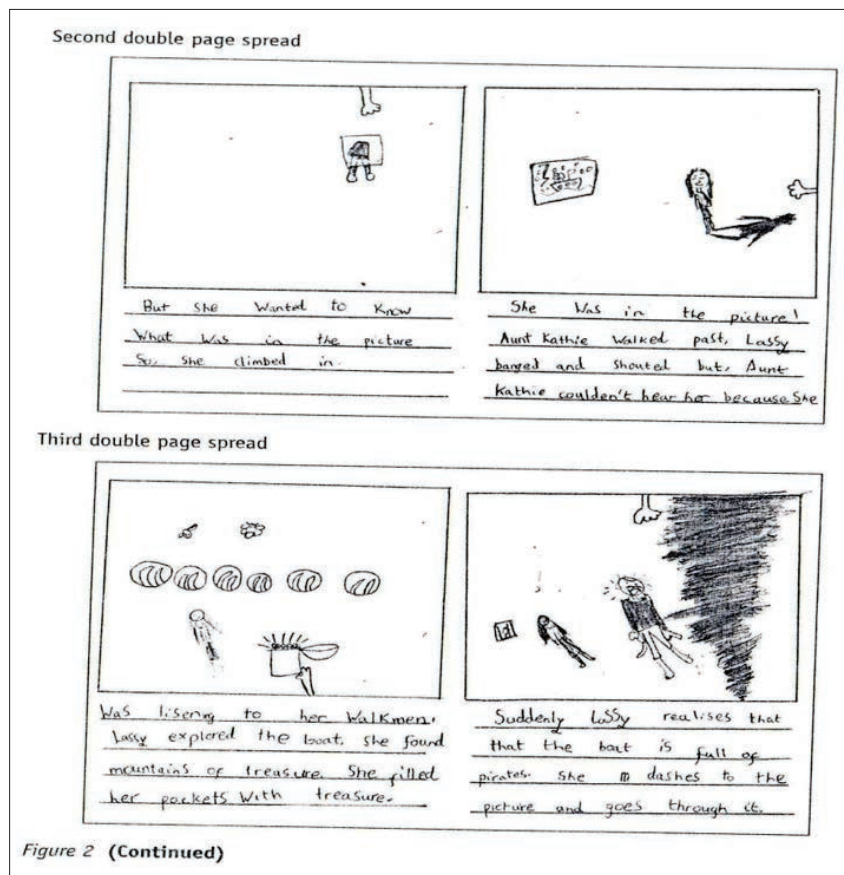 Second double page spread
But she wanted to know
What was in the picture
So, she climbed in.
She was in the picture!
Aunt Kathie walked past, Lassy
banged and shouted but, Aunt
Kathie coulden't hear her because She
Third double page spread
Was lisening to her Walkmen.
Lassy explored the boat. She found
mountains of treasure. She filled
her pockets with treasure.
Suddenly Lassy realises that
that the boat is full of
pirates. She dashes to the
picture and goes through it.
Figure 2 (Continued)